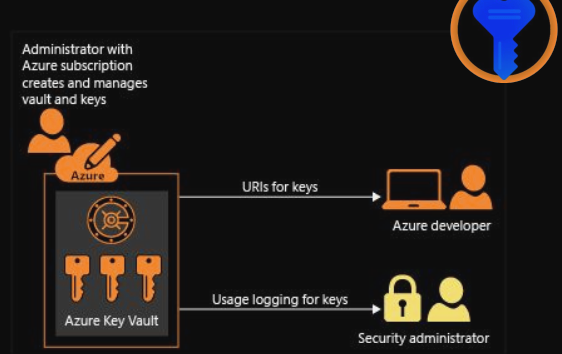 Administrator with
Azure subscription
creates and manages
vault and keys
Azure
URIs for keys
Azure developer
Usage logging for keys
Azure Key Vault
Security administrator